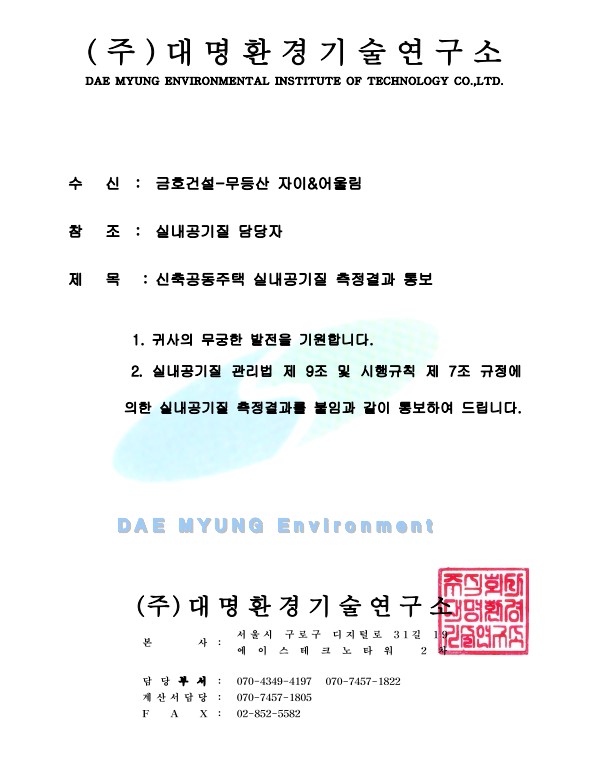 (주)대명환경기술연구소
DAE MYUNG ENVIRONMENTAL INSTITUTE OF TECHNOLOGY CO.,LTD.
수 신 : 금호건설-무등산 자이&어울림
참 조 : 실내공기질 담당자
제 목 : 신축공동주택 실내공기질 측정결과 통보
1. 귀사의 무궁한 발전을 기원합니다.
2. 실내공기질 관리법 제 9조 및 시행규칙 제 7조 규정에
의한 실내공기질 측정결과를 붙임과 같이 통보하여 드립니다.
DAE MYUNG Environment
(주)대명환경기술연구소
주식회사
대명환경
기술연구소
본 사 : 서울시 구로구 디지털로 31길 19
에이스테크노타워 2차
담당부서 : 070-4349-4197 070-7457-1822
계산서담당 : 070-7457-1805
F A X : 02-852-5582